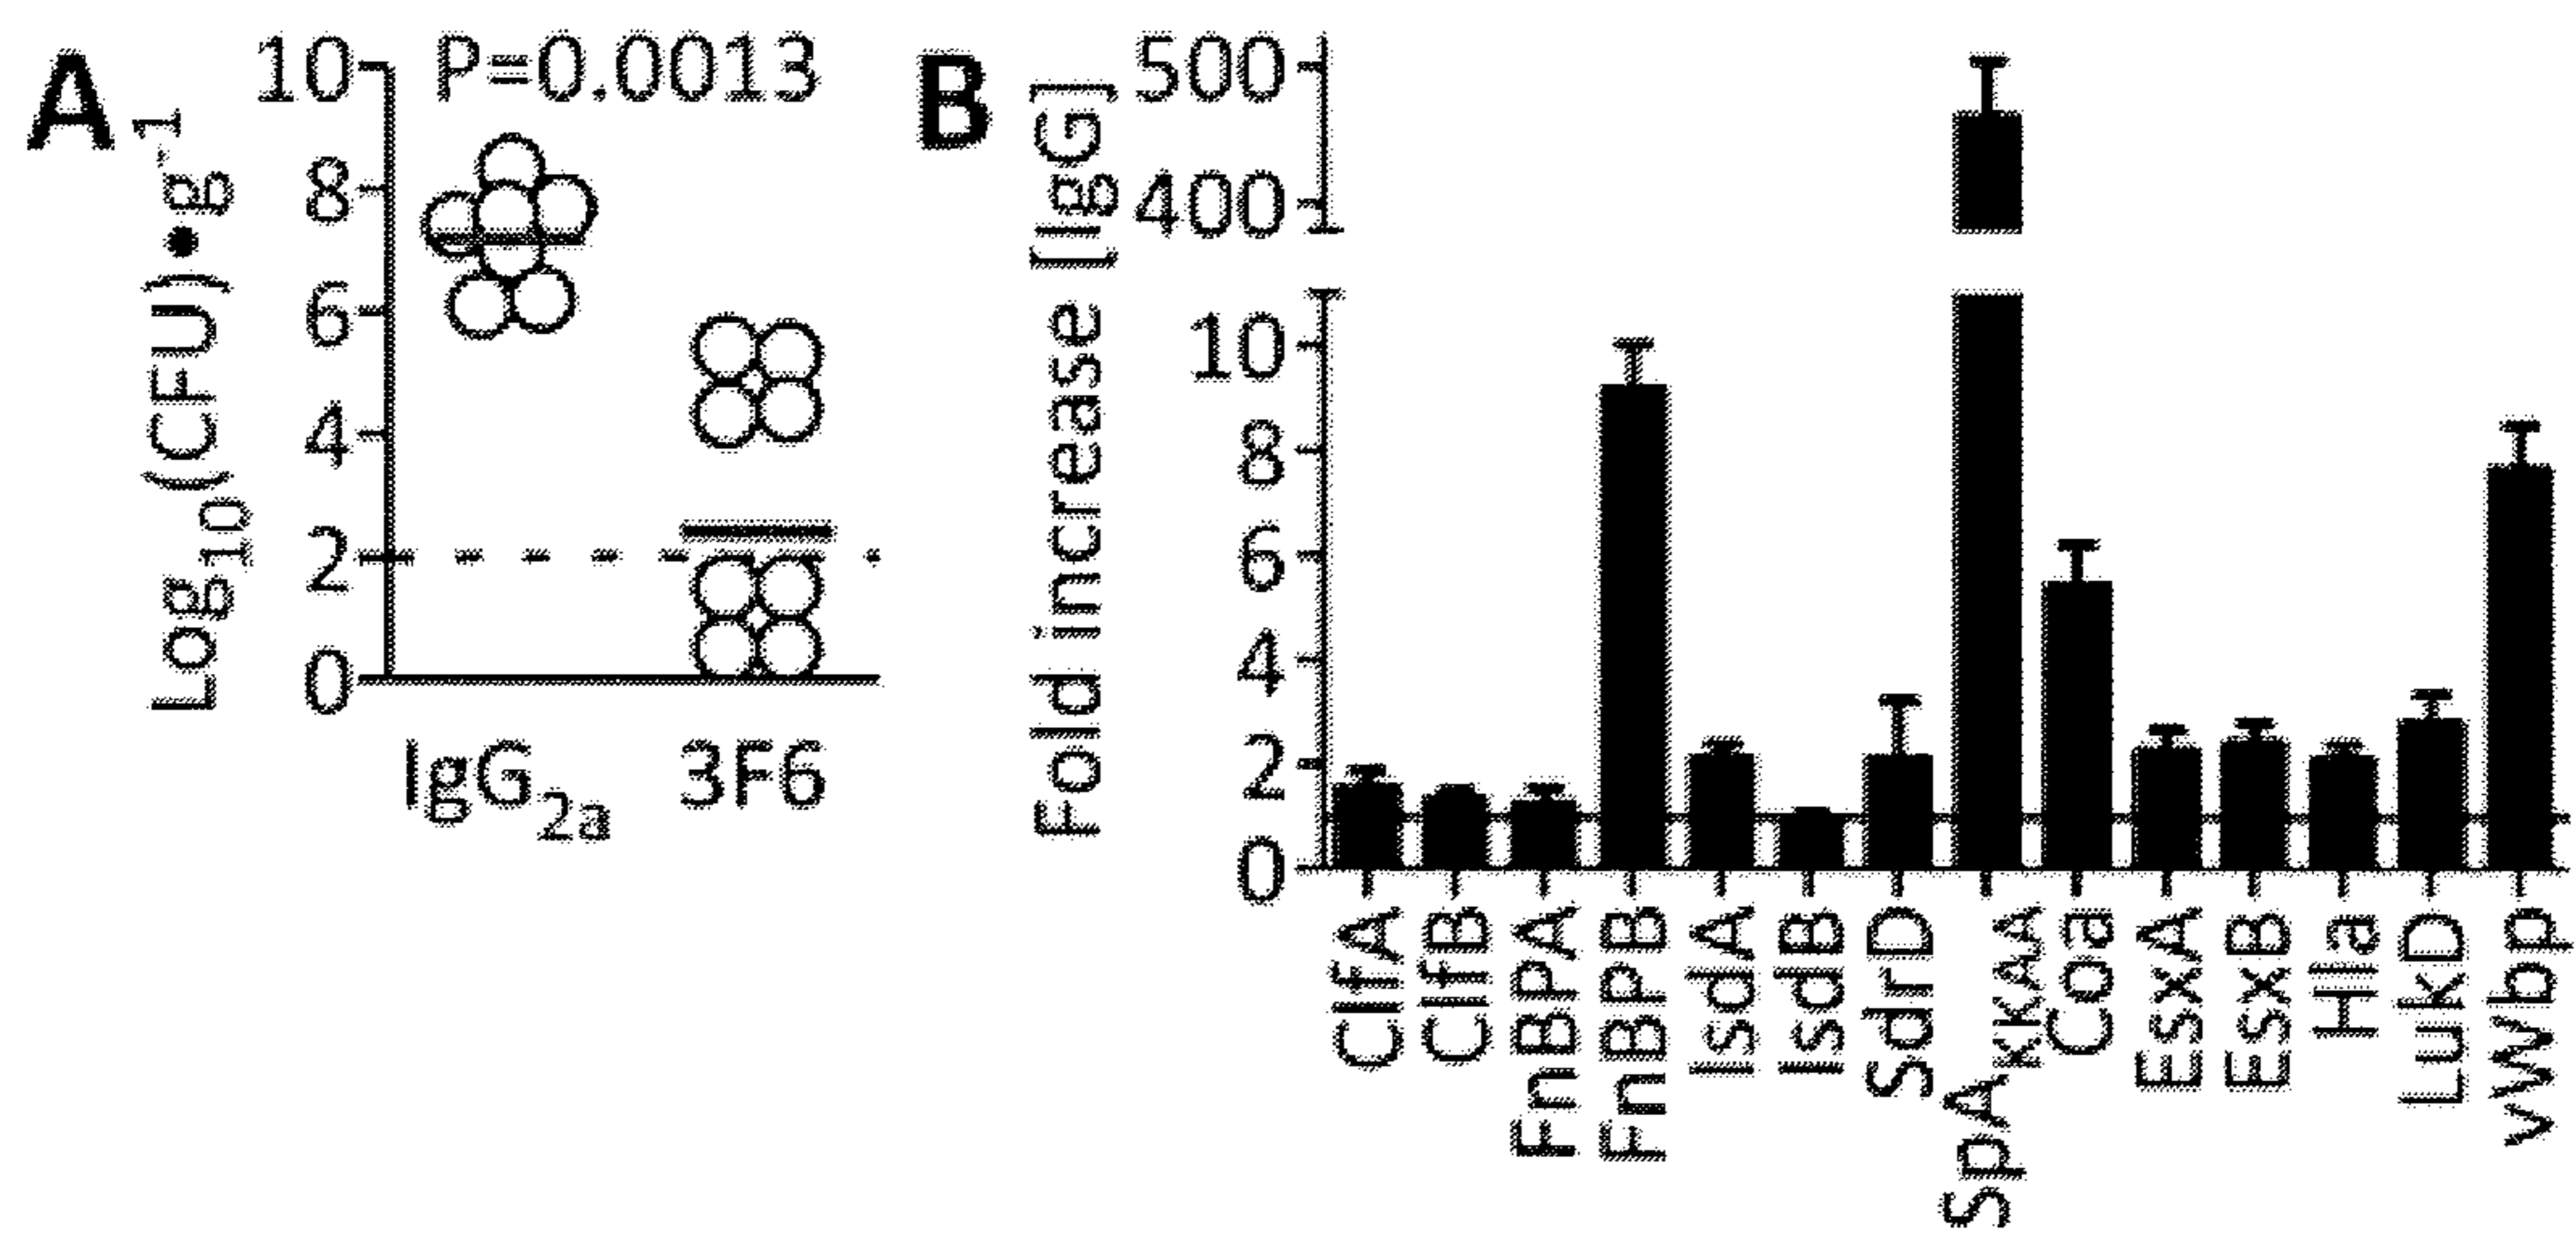 A
P=0.0013
Log10(CFU)•g-1
10
8
6
4
2
0
IgG2a
3F6
B
Fold increase [IgG]
500
400
10
8
6
4
2
0
ClfA
ClfB
FnBPA
FnBPB
IsdA
IsdB
SdrD
SpAKKAA
Coa
EsxA
EsxB
Hla
LukD
vWbp